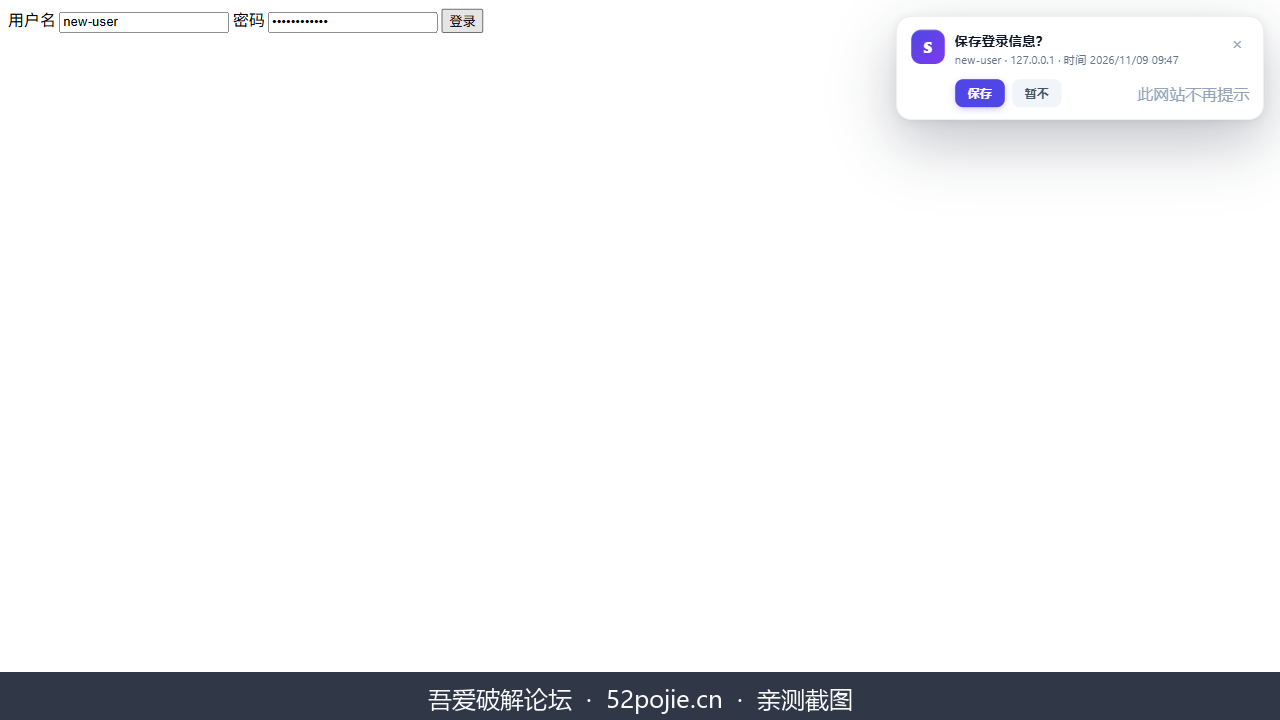 用户名 new-user 密码 •••••••••••• 登录
S
保存登录信息?
×
new-user · 127.0.0.1 · 时间 2026/11/09 09:47
保存 暂不 此网站不再提示
吾爱破解论坛 · 52pojie.cn · 亲测截图